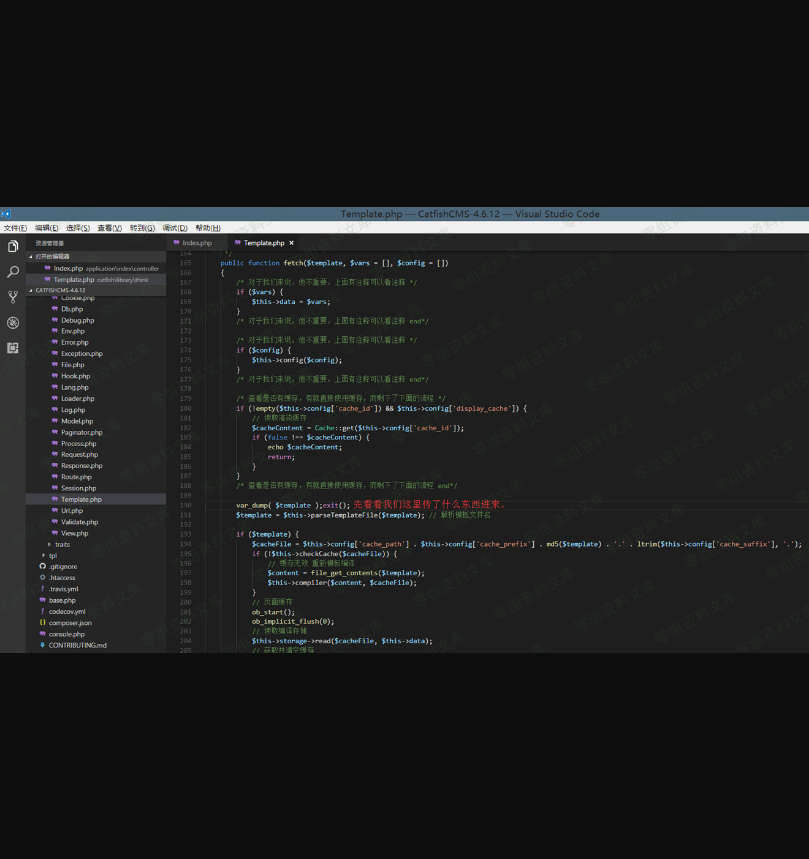 Template.php — CatfishCMS-4.6.12 — Visual Studio Code
文件(F) 编辑(E) 选择(S) 查看(V) 转到(G) 调试(D) 帮助(H)
资源管理器
打开的编辑器
Index.php application\index\controller
Template.php catfish\library\think
CATFISHCMS-4.6.12
Cookie.php
Db.php
Debug.php
Env.php
Error.php
Exception.php
File.php
Hook.php
Lang.php
Loader.php
Log.php
Model.php
Paginator.php
Process.php
Request.php
Response.php
Route.php
Session.php
Template.php
Url.php
Validate.php
View.php
traits
tpl
.gitignore
.htaccess
.travis.yml
base.php
codecov.yml
composer.json
console.php
CONTRIBUTING.md
Index.php Template.php
164 */
165 public function fetch($template, $vars = [], $config = [])
166 {
167 /* 对于我们来说，他不重要，上面有注释可以看注释 */
168 if ($vars) {
169 $this->data = $vars;
170 }
171 /* 对于我们来说，他不重要，上面有注释可以看注释 end*/
172
173 /* 对于我们来说，他不重要，上面有注释可以看注释 */
174 if ($config) {
175 $this->config($config);
176 }
177 /* 对于我们来说，他不重要，上面有注释可以看注释 end*/
178
179 /* 查看是否有缓存，有就直接使用缓存，而剩下了下面的流程 */
180 if (!empty($this->config['cache_id']) && $this->config['display_cache']) {
181 // 读取渲染缓存
182 $cacheContent = Cache::get($this->config['cache_id']);
183 if (false !== $cacheContent) {
184 echo $cacheContent;
185 return;
186 }
187 }
188 /* 查看是否有缓存，有就直接使用缓存，而剩下了下面的流程 end*/
189
190 var_dump( $template );exit(); 先看看我们这里传了什么东西进来。
191 $template = $this->parseTemplateFile($template); // 解析模板文件名
192
193 if ($template) {
194 $cacheFile = $this->config['cache_path'] . $this->config['cache_prefix'] . md5($template) . '.' . ltrim($this->config['cache_suffix'], '.');
195 if (!$this->checkCache($cacheFile)) {
196 // 缓存无效 重新模板编译
197 $content = file_get_contents($template);
198 $this->compiler($content, $cacheFile);
199 }
200 // 页面缓存
201 ob_start();
202 ob_implicit_flush(0);
203 // 读取编译存储
204 $this->storage->read($cacheFile, $this->data);
205 // 获取并清空缓存